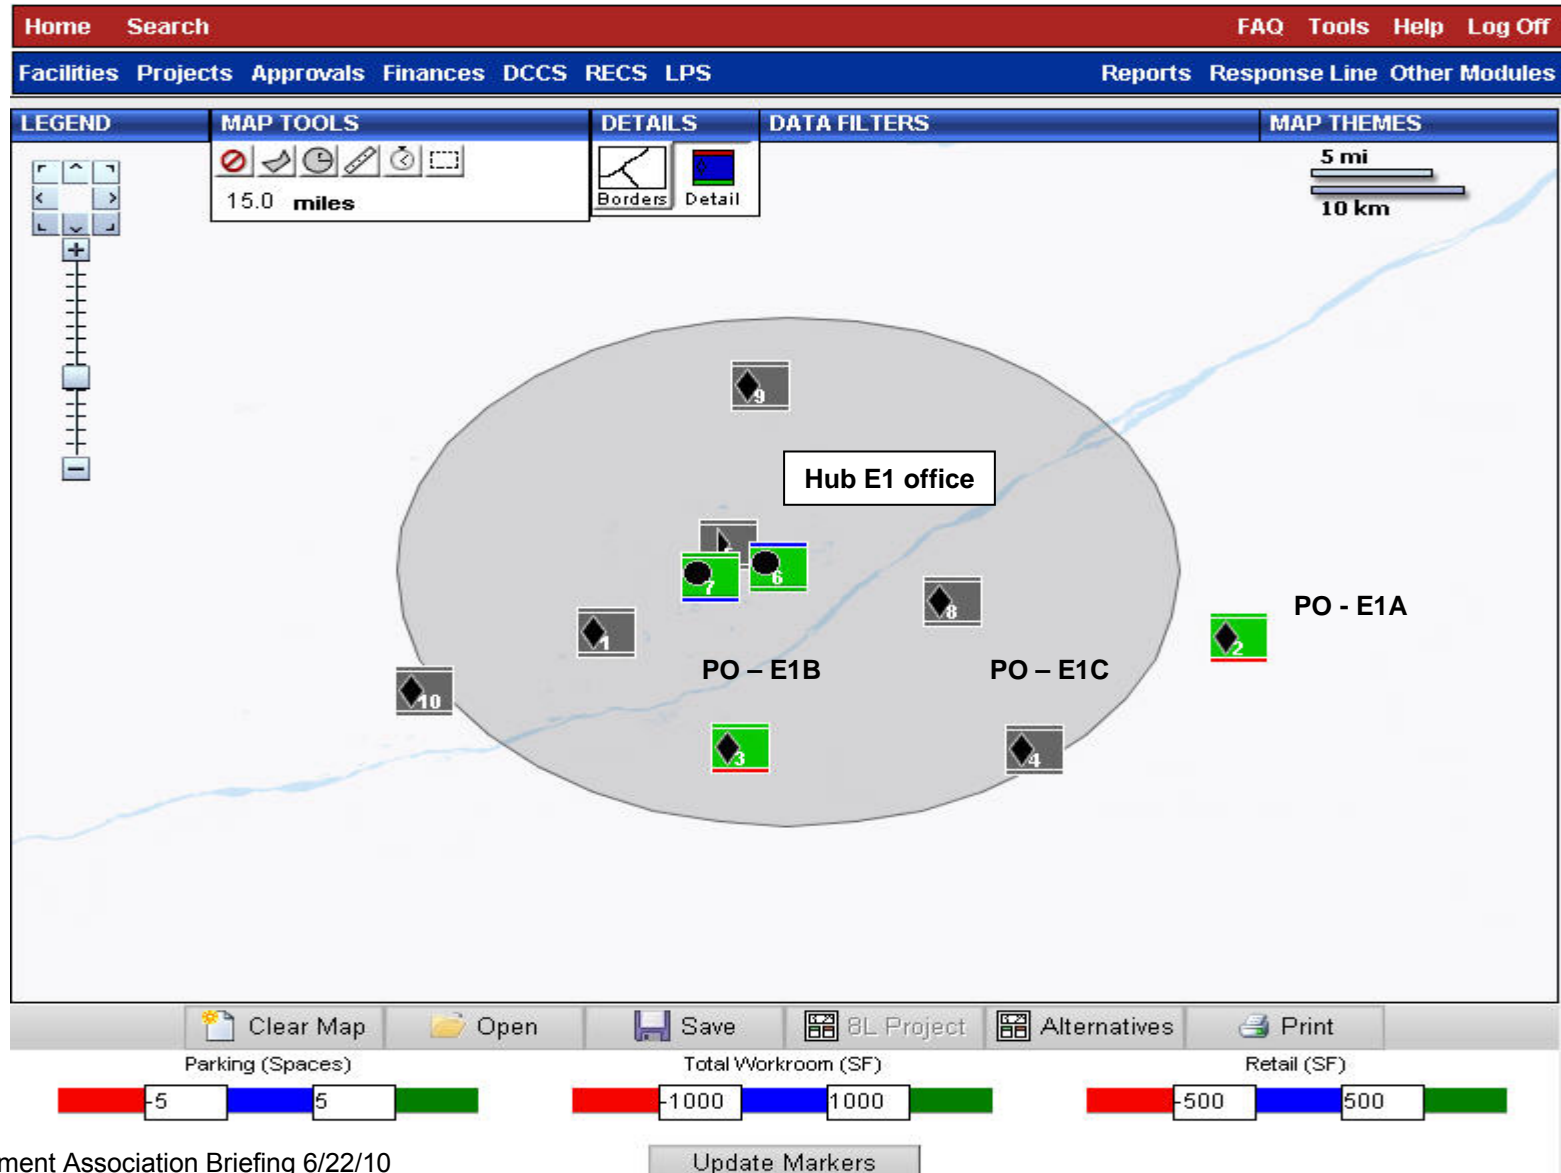 Home Search FAQ Tools Help Log Off
Facilities Projects Approvals Finances DCCS RECS LPS Reports Response Line Other Modules
LEGEND MAP TOOLS DETAILS DATA FILTERS MAP THEMES
15.0 miles
Borders Detail
5 mi
10 km
9
Hub E1 office
7
6
8
1
PO - E1A
2
PO – E1B PO – E1C
10
3
4
Clear Map Open Save 8L Project Alternatives Print
Parking (Spaces) Total Workroom (SF) Retail (SF)
-5 5 -1000 1000 -500 500
ment Association Briefing 6/22/10
Update Markers